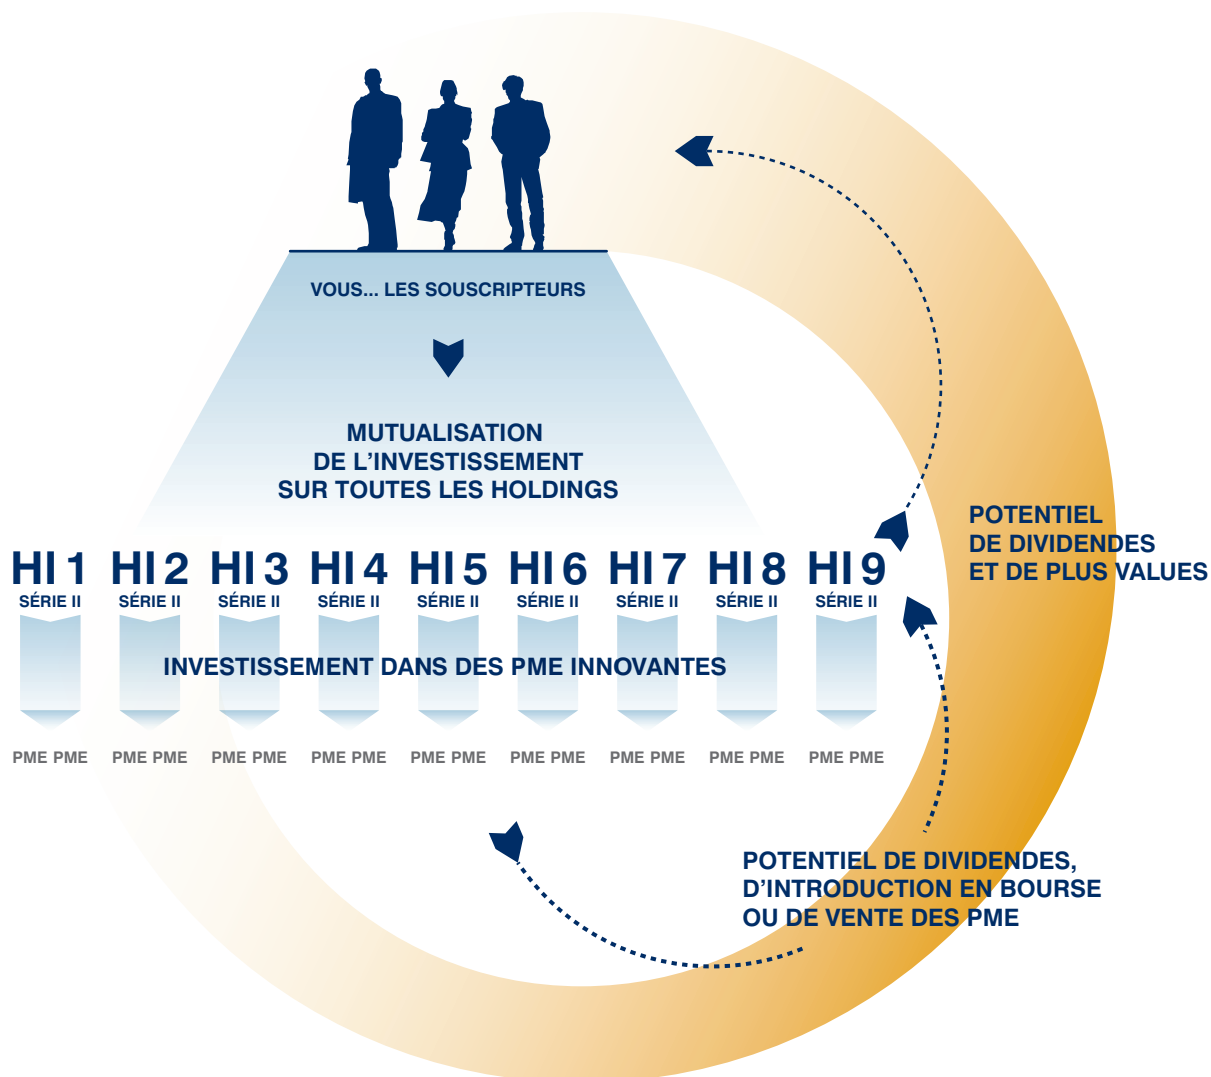 VOUS... LES SOUSCRIPTEURS
MUTUALISATION
DE L'INVESTISSEMENT
SUR TOUTES LES HOLDINGS
HI 1 HI 2 HI 3 HI 4 HI 5 HI 6 HI 7 HI 8 HI 9
SÉRIE II SÉRIE II SÉRIE II SÉRIE II SÉRIE II SÉRIE II SÉRIE II SÉRIE II SÉRIE II
POTENTIEL
DE DIVIDENDES
ET DE PLUS VALUES
INVESTISSEMENT DANS DES PME INNOVANTES
PME PME PME PME PME PME PME PME PME PME PME PME PME PME PME PME PME PME
POTENTIEL DE DIVIDENDES,
D'INTRODUCTION EN BOURSE
OU DE VENTE DES PME